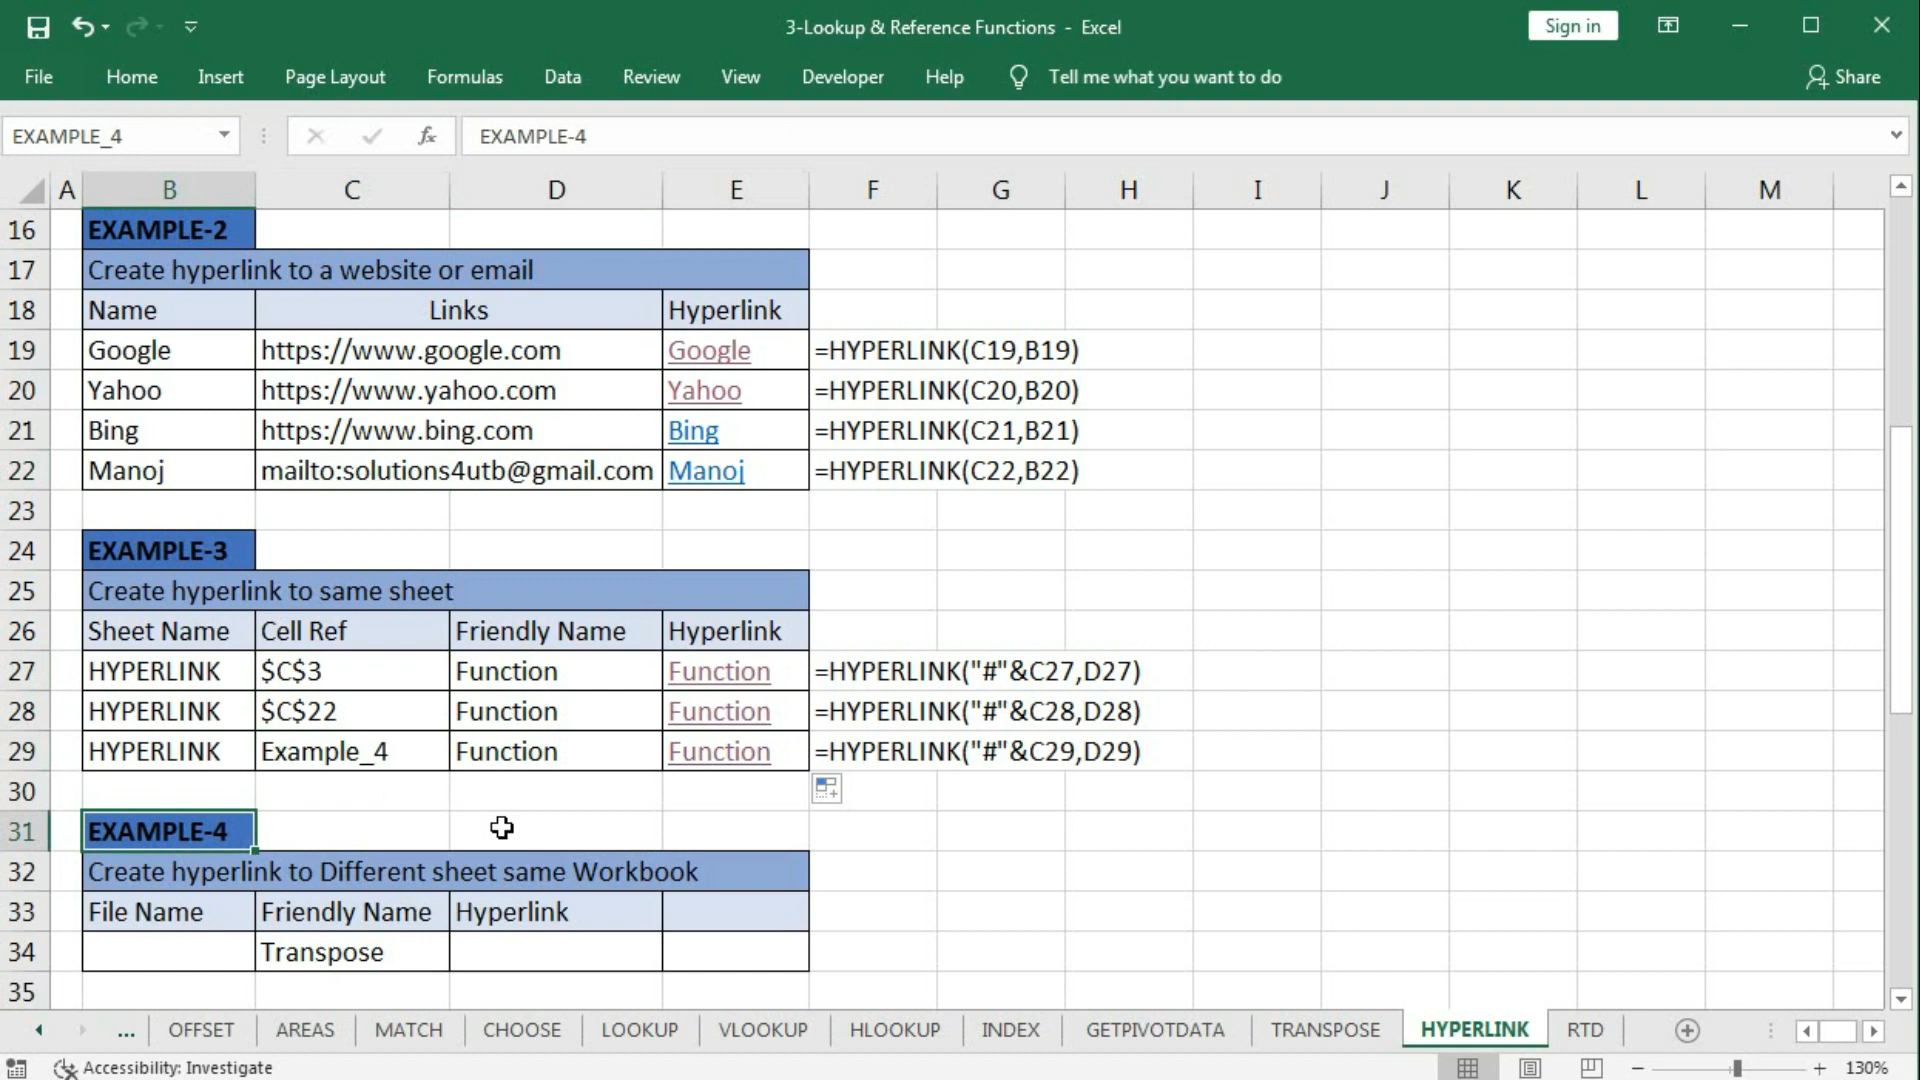 3-Lookup & Reference Functions - Excel
Sign in
File Home Insert Page Layout Formulas Data Review View Developer Help Tell me what you want to do Share
EXAMPLE_4 fx EXAMPLE-4
A B C D E F G H I J K L M
16 EXAMPLE-2
17 Create hyperlink to a website or email
18 Name Links Hyperlink
19 Google https://www.google.com Google =HYPERLINK(C19,B19)
20 Yahoo https://www.yahoo.com Yahoo =HYPERLINK(C20,B20)
21 Bing https://www.bing.com Bing =HYPERLINK(C21,B21)
22 Manoj mailto:solutions4utb@gmail.com Manoj =HYPERLINK(C22,B22)
23
24 EXAMPLE-3
25 Create hyperlink to same sheet
26 Sheet Name Cell Ref Friendly Name Hyperlink
27 HYPERLINK $C$3 Function Function =HYPERLINK("#"&C27,D27)
28 HYPERLINK $C$22 Function Function =HYPERLINK("#"&C28,D28)
29 HYPERLINK Example_4 Function Function =HYPERLINK("#"&C29,D29)
30
31 EXAMPLE-4
32 Create hyperlink to Different sheet same Workbook
33 File Name Friendly Name Hyperlink
34 Transpose
35
... OFFSET AREAS MATCH CHOOSE LOOKUP VLOOKUP HLOOKUP INDEX GETPIVOTDATA TRANSPOSE HYPERLINK RTD
Accessibility: Investigate 130%